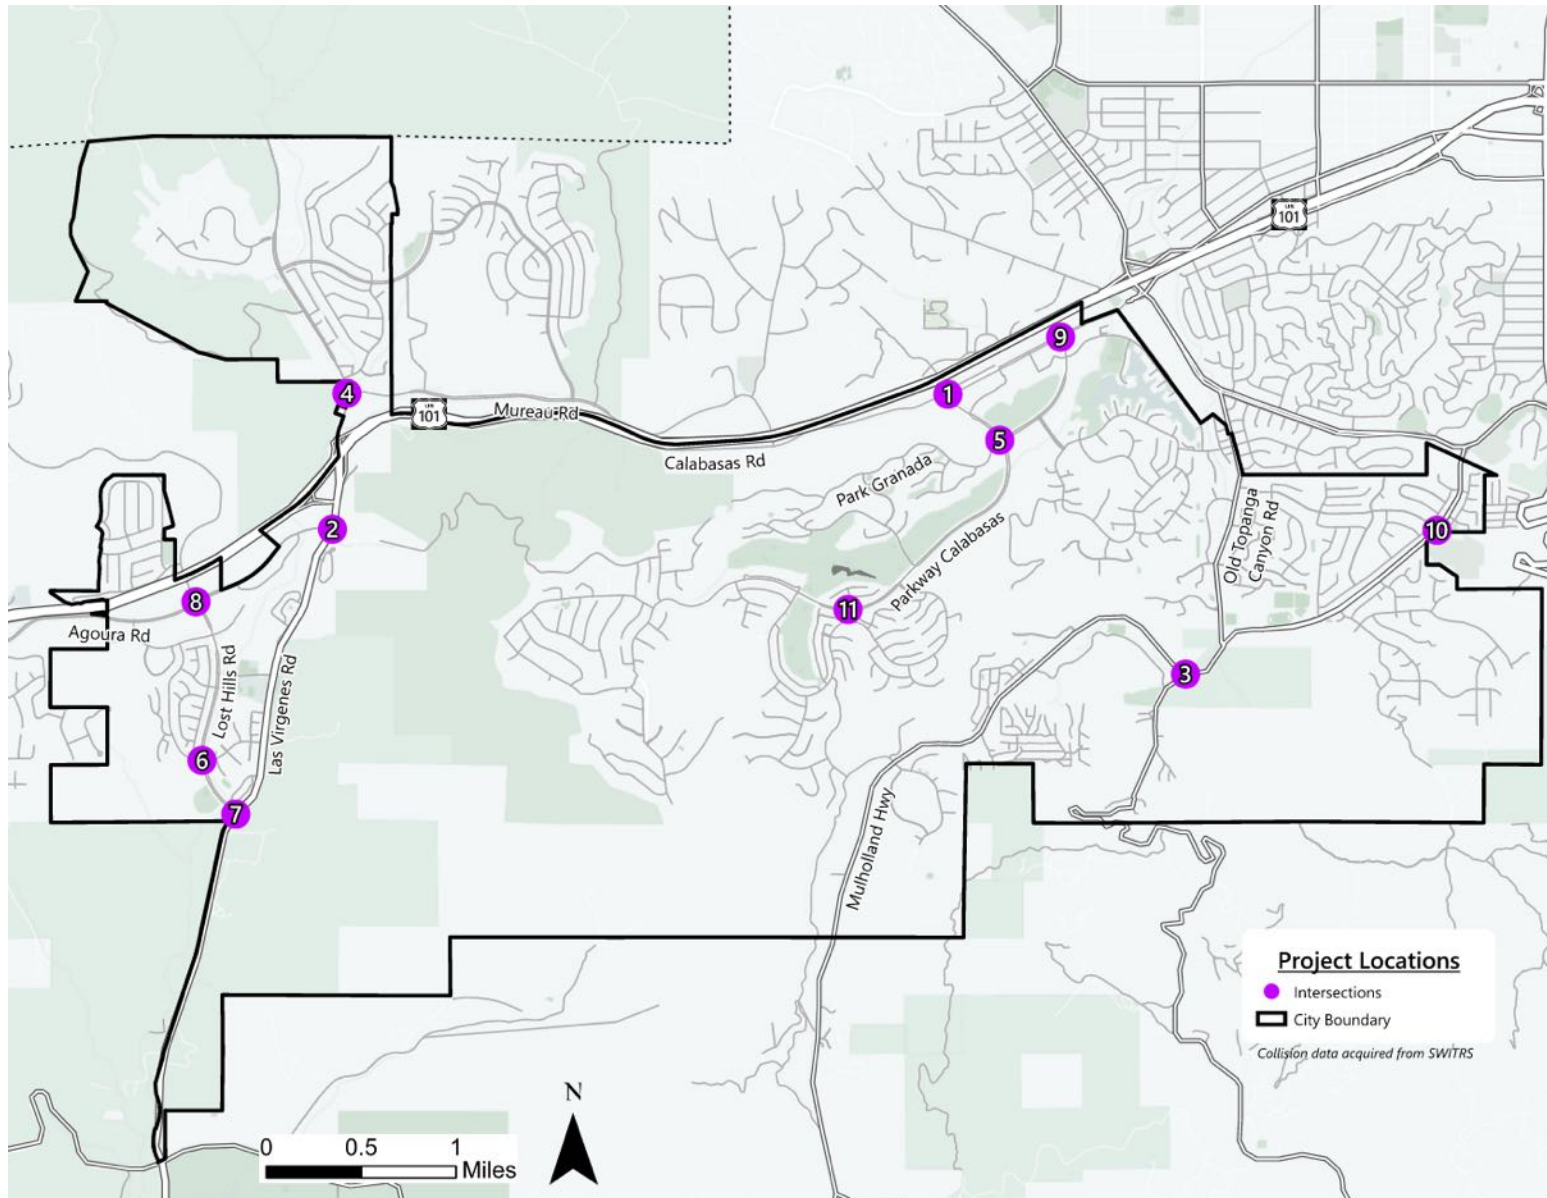 US
101
9
4
1
US
101
Mureau Rd
5
Calabasas Rd
Park Granada
2
10
Old Topanga
Canyon Rd
Parkway Calabasas
8
11
Agoura Rd
Lost Hills Rd
Las Virgenes Rd
3
6
7
Mulholland Hwy
Project Locations
Intersections
City Boundary
Collision data acquired from SWITRS
N
0 0.5 1
Miles